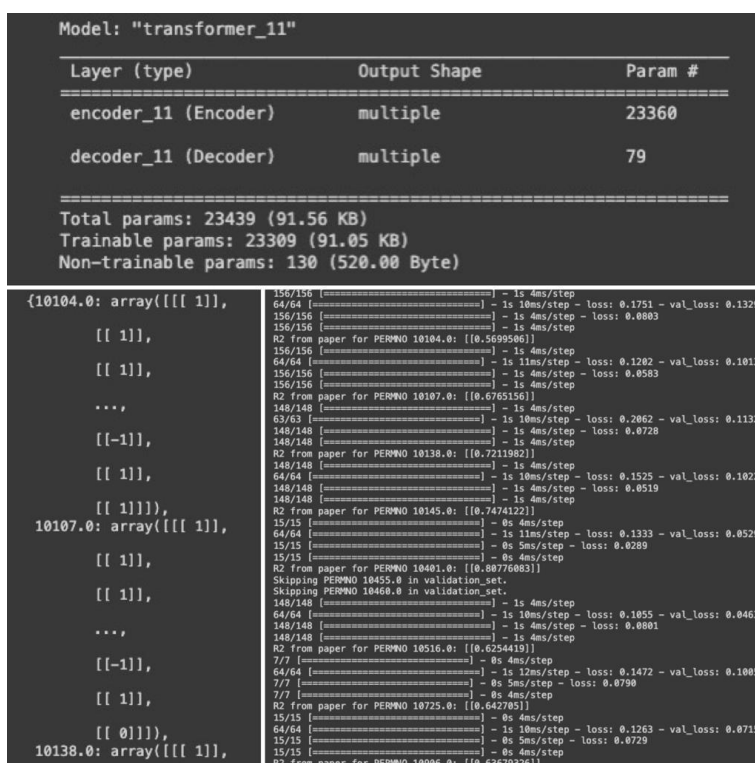 Model: "transformer_11"
Layer (type) Output Shape Param #
=================================================================
encoder_11 (Encoder) multiple 23360
decoder_11 (Decoder) multiple 79
=================================================================
Total params: 23439 (91.56 KB)
Trainable params: 23309 (91.05 KB)
Non-trainable params: 130 (520.00 Byte)
{10104.0: array([[[ 1]],
[[ 1]],
[[ 1]],
...,
[[-1]],
[[ 1]],
[[ 1]]]),
10107.0: array([[[ 1]],
[[ 1]],
[[ 1]],
...,
[[-1]],
[[ 1]],
[[ 0]]]),
10138.0: array([[[ 1]],
156/156 [==============================] - 1s 4ms/step
64/64 [==============================] - 1s 10ms/step - loss: 0.1751 - val_loss: 0.1329
156/156 [==============================] - 1s 4ms/step - loss: 0.0803
156/156 [==============================] - 1s 4ms/step
R2 from paper for PERMNO 10104.0: [[0.5699506]]
156/156 [==============================] - 1s 4ms/step
64/64 [==============================] - 1s 11ms/step - loss: 0.1202 - val_loss: 0.1013
156/156 [==============================] - 1s 4ms/step - loss: 0.0583
156/156 [==============================] - 1s 4ms/step
R2 from paper for PERMNO 10107.0: [[0.6765156]]
148/148 [==============================] - 1s 4ms/step
63/63 [==============================] - 1s 10ms/step - loss: 0.2062 - val_loss: 0.1132
148/148 [==============================] - 1s 4ms/step - loss: 0.0728
148/148 [==============================] - 1s 4ms/step
R2 from paper for PERMNO 10138.0: [[0.7211982]]
148/148 [==============================] - 1s 4ms/step
64/64 [==============================] - 1s 10ms/step - loss: 0.1525 - val_loss: 0.1022
148/148 [==============================] - 1s 4ms/step - loss: 0.0519
148/148 [==============================] - 1s 4ms/step
R2 from paper for PERMNO 10145.0: [[0.7474122]]
15/15 [==============================] - 0s 4ms/step
64/64 [==============================] - 1s 11ms/step - loss: 0.1333 - val_loss: 0.0529
15/15 [==============================] - 0s 5ms/step - loss: 0.0289
15/15 [==============================] - 0s 4ms/step
R2 from paper for PERMNO 10401.0: [[0.80776083]]
Skipping PERMNO 10455.0 in validation_set.
Skipping PERMNO 10460.0 in validation_set.
148/148 [==============================] - 1s 4ms/step
64/64 [==============================] - 1s 10ms/step - loss: 0.1055 - val_loss: 0.0462
148/148 [==============================] - 1s 4ms/step - loss: 0.0801
148/148 [==============================] - 1s 4ms/step
R2 from paper for PERMNO 10516.0: [[0.6254419]]
7/7 [==============================] - 0s 4ms/step
64/64 [==============================] - 1s 12ms/step - loss: 0.1472 - val_loss: 0.1005
7/7 [==============================] - 0s 5ms/step - loss: 0.0790
7/7 [==============================] - 0s 4ms/step
R2 from paper for PERMNO 10725.0: [[0.642705]]
15/15 [==============================] - 0s 4ms/step
64/64 [==============================] - 1s 10ms/step - loss: 0.1263 - val_loss: 0.0715
15/15 [==============================] - 0s 5ms/step - loss: 0.0729
15/15 [==============================] - 0s 4ms/step
R2 from paper for PERMNO 10906.0: